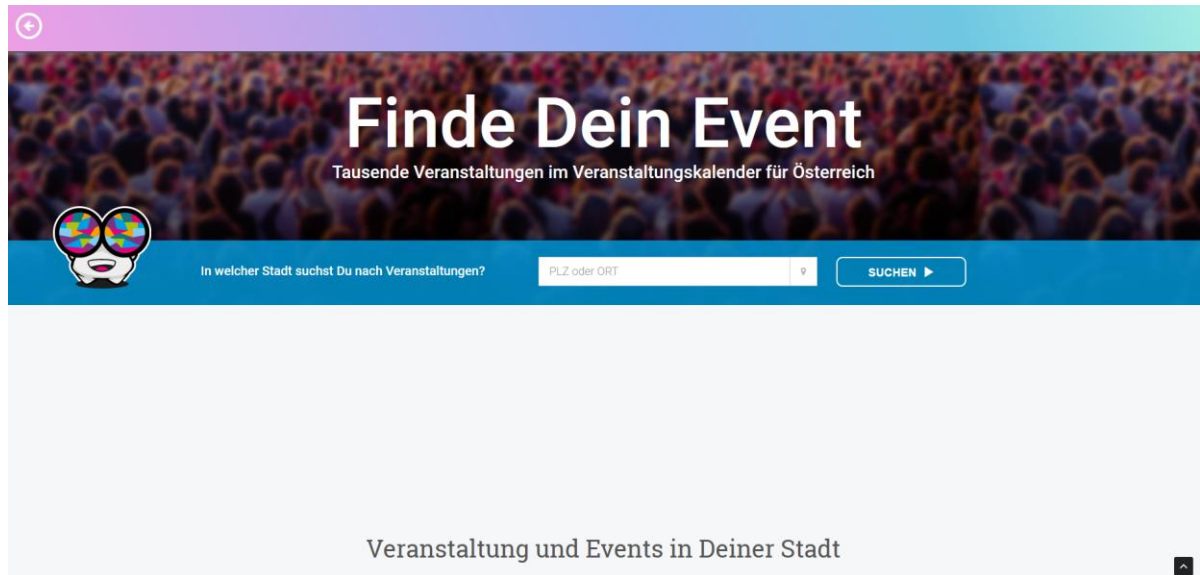 Finde Dein Event
Tausende Veranstaltungen im Veranstaltungskalender für Österreich
In welcher Stadt suchst Du nach Veranstaltungen?
PLZ oder ORT
SUCHEN
Veranstaltung und Events in Deiner Stadt